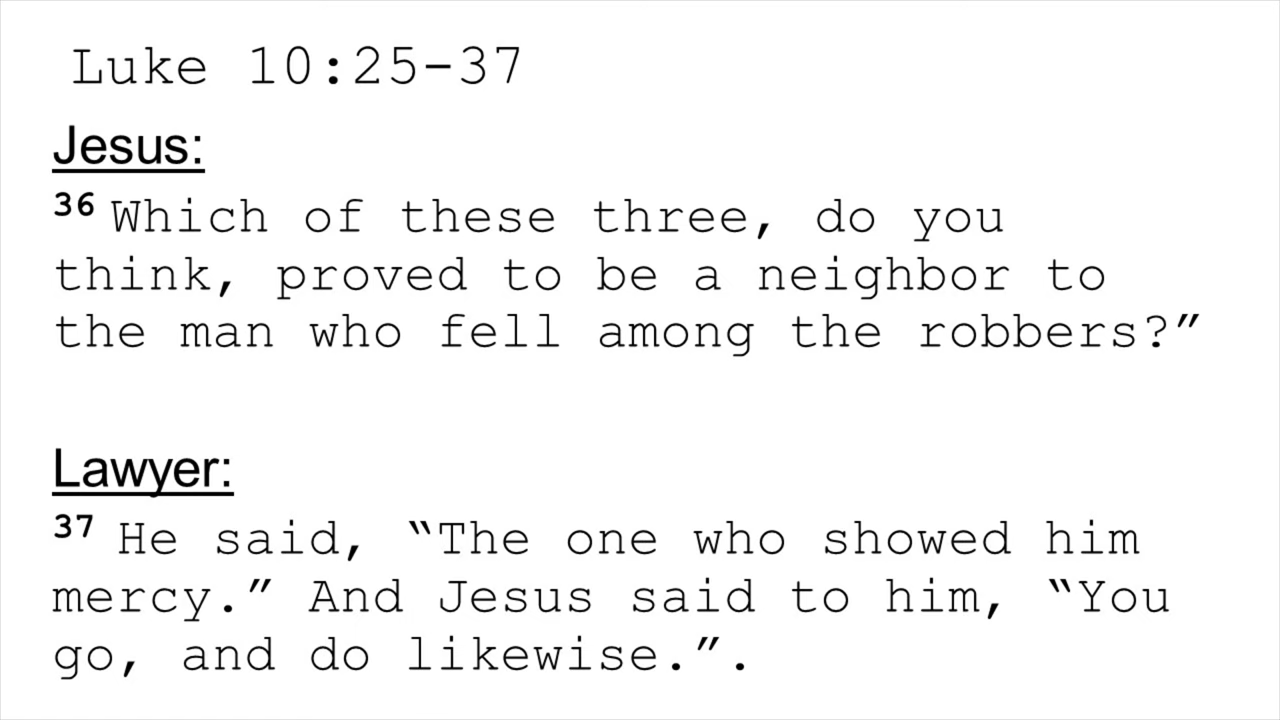 Luke 10:25-37
Jesus:
36 Which of these three, do you
think, proved to be a neighbor to
the man who fell among the robbers?”
Lawyer:
37 He said, “The one who showed him
mercy.” And Jesus said to him, “You
go, and do likewise.”.